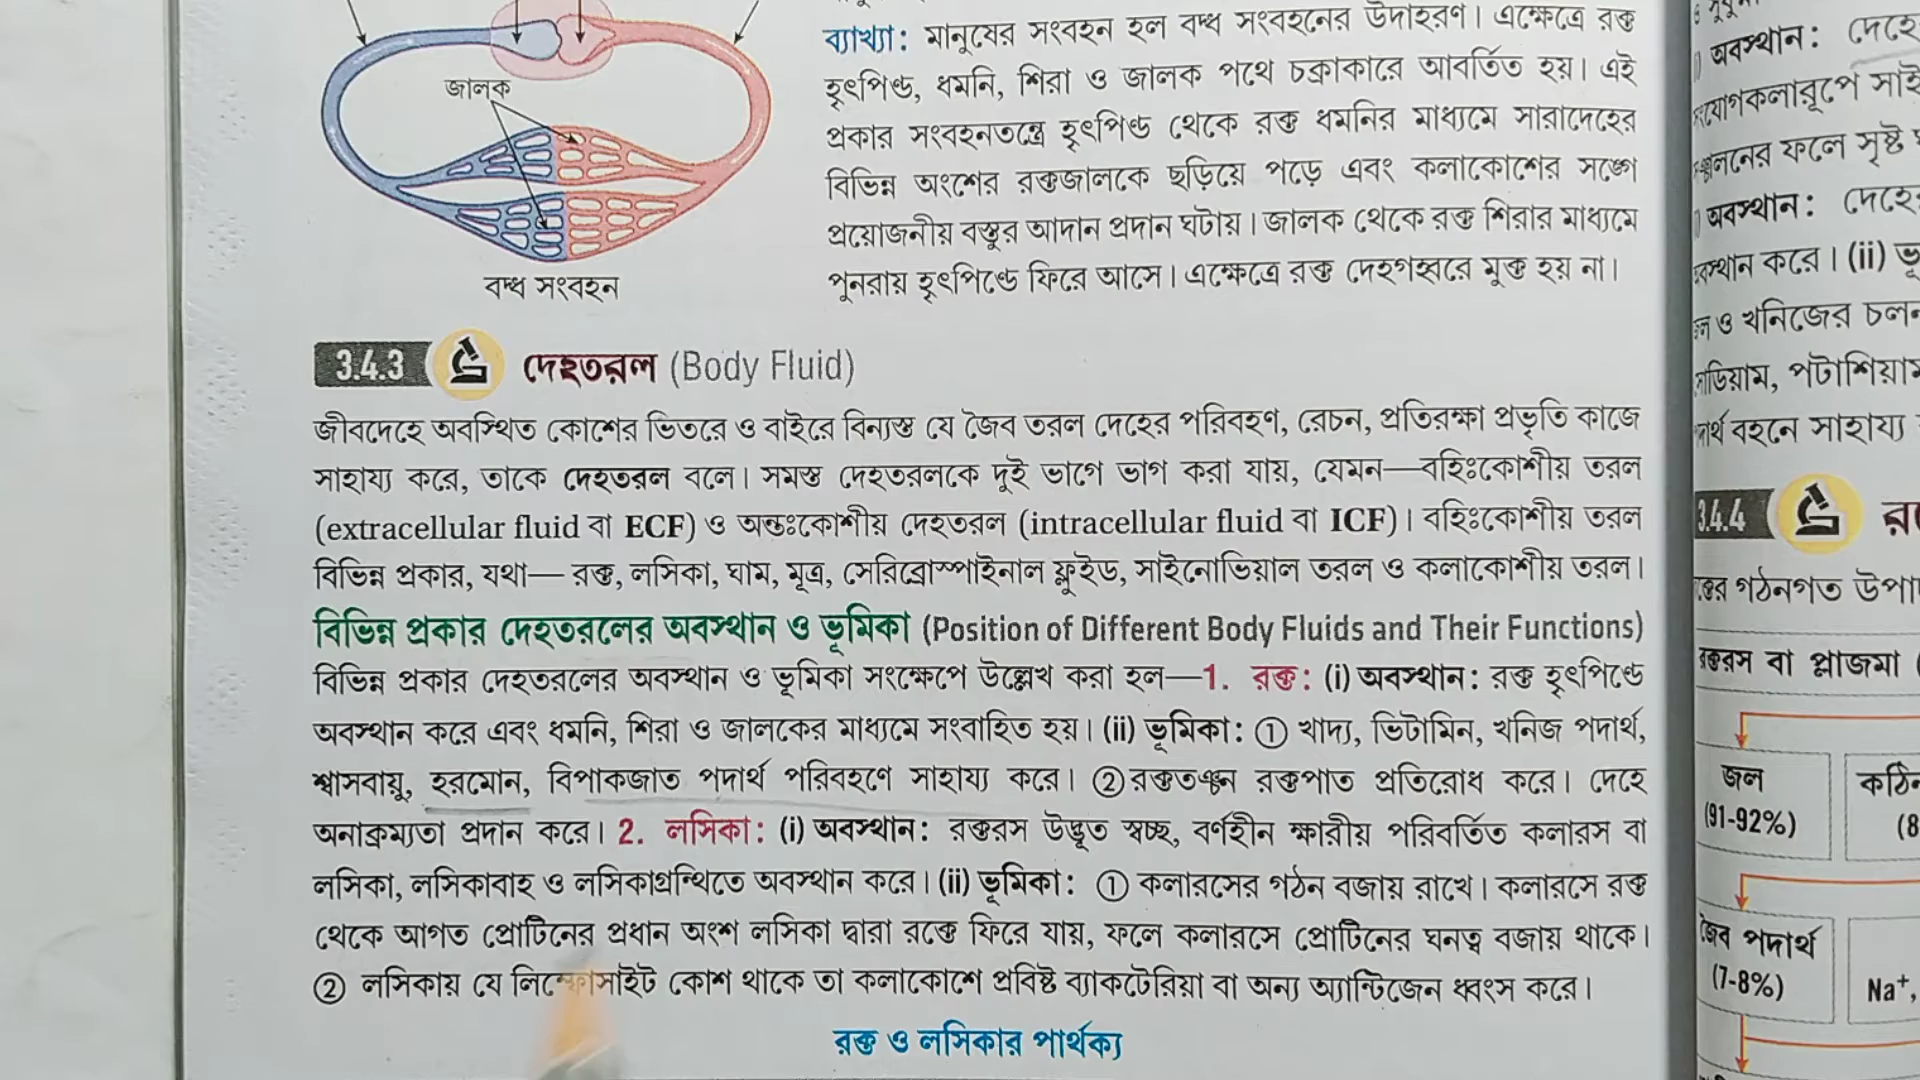 জালক
বদ্ধ সংবহন
ব্যাখ্যা: মানুষের সংবহন হল বদ্ধ সংবহনের উদাহরণ। এক্ষেত্রে রক্ত
হৃৎপিণ্ড, ধমনি, শিরা ও জালক পথে চক্রাকারে আবর্তিত হয়। এই
প্রকার সংবহনতন্ত্রে হৃৎপিণ্ড থেকে রক্ত ধমনির মাধ্যমে সারাদেহের
বিভিন্ন অংশের রক্তজালকে ছড়িয়ে পড়ে এবং কলাকোশের সঙ্গে
প্রয়োজনীয় বস্তুর আদান প্রদান ঘটায়। জালক থেকে রক্ত শিরার মাধ্যমে
পুনরায় হৃৎপিণ্ডে ফিরে আসে। এক্ষেত্রে রক্ত দেহগহ্বরে মুক্ত হয় না।
3.4.3 দেহতরল (Body Fluid)
জীবদেহে অবস্থিত কোশের ভিতরে ও বাইরে বিন্যস্ত যে জৈব তরল দেহের পরিবহণ, রেচন, প্রতিরক্ষা প্রভৃতি কাজে
সাহায্য করে, তাকে দেহতরল বলে। সমস্ত দেহতরলকে দুই ভাগে ভাগ করা যায়, যেমন—বহিঃকোশীয় তরল
(extracellular fluid বা ECF) ও অন্তঃকোশীয় দেহতরল (intracellular fluid বা ICF)। বহিঃকোশীয় তরল
বিভিন্ন প্রকার, যথা— রক্ত, লসিকা, ঘাম, মূত্র, সেরিব্রোস্পাইনাল ফ্লুইড, সাইনোভিয়াল তরল ও কলাকোশীয় তরল।
বিভিন্ন প্রকার দেহতরলের অবস্থান ও ভূমিকা (Position of Different Body Fluids and Their Functions)
বিভিন্ন প্রকার দেহতরলের অবস্থান ও ভূমিকা সংক্ষেপে উল্লেখ করা হল—1. রক্ত: (i) অবস্থান: রক্ত হৃৎপিণ্ডে
অবস্থান করে এবং ধমনি, শিরা ও জালকের মাধ্যমে সংবাহিত হয়। (ii) ভূমিকা: ① খাদ্য, ভিটামিন, খনিজ পদার্থ,
শ্বাসবায়ু, হরমোন, বিপাকজাত পদার্থ পরিবহণে সাহায্য করে। ② রক্ততঞ্চন রক্তপাত প্রতিরোধ করে। দেহে
অনাক্রম্যতা প্রদান করে। 2. লসিকা: (i) অবস্থান: রক্তরস উদ্ভূত স্বচ্ছ, বর্ণহীন ক্ষারীয় পরিবর্তিত কলারস বা
লসিকা, লসিকাবাহ ও লসিকাগ্রন্থিতে অবস্থান করে। (ii) ভূমিকা: ① কলারসের গঠন বজায় রাখে। কলারসে রক্ত
থেকে আগত প্রোটিনের প্রধান অংশ লসিকা দ্বারা রক্তে ফিরে যায়, ফলে কলারসে প্রোটিনের ঘনত্ব বজায় থাকে।
② লসিকায় যে লিম্ফোসাইট কোশ থাকে তা কলাকোশে প্রবিষ্ট ব্যাকটেরিয়া বা অন্য অ্যান্টিজেন ধ্বংস করে।
রক্ত ও লসিকার পার্থক্য
অবস্থান: দেহে
সংযোগকলারূপে
ফলে সৃষ্ট
অবস্থান: দেহে
করে। (ii)
ও খনিজের
পটাশিয়াম
বহনে সাহায্য
3.4.4
গঠনগত
রক্তরস বা প্লাজমা
জল
(91-92%)
জৈব পদার্থ
(7-8%)
Na⁺,